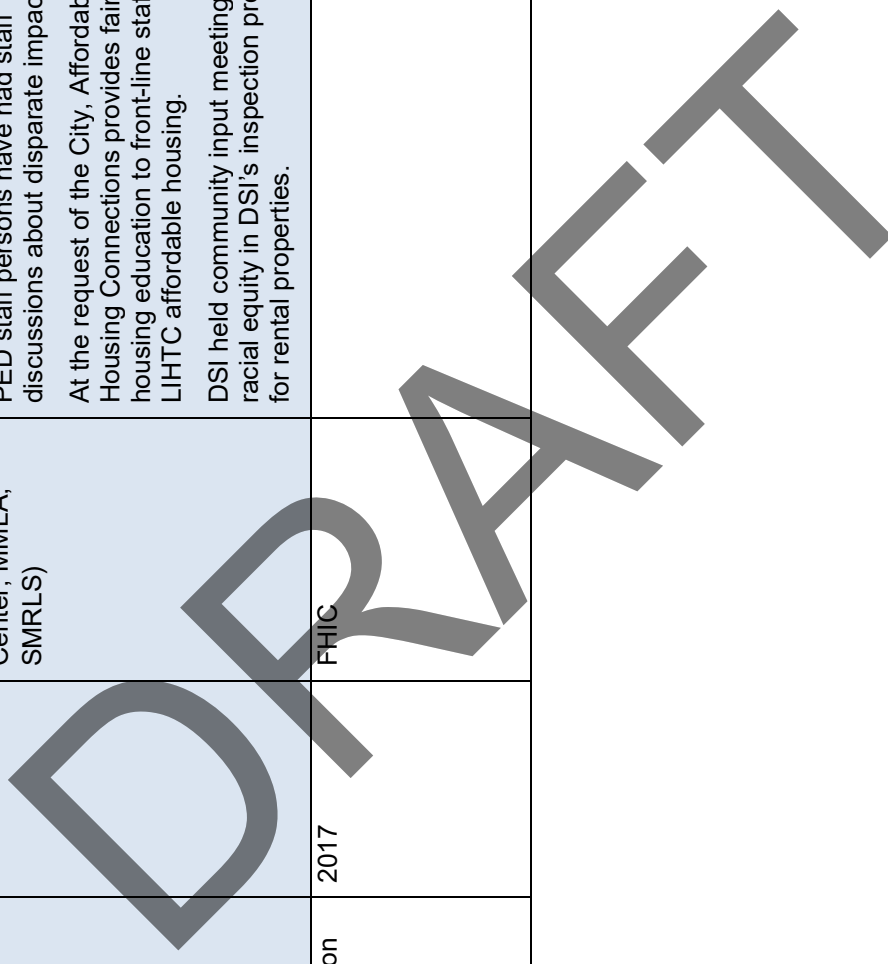 Center, MMLA,
SMRLS)
PED staff persons have had staff
discussions about disparate impac
At the request of the City, Affordab
Housing Connections provides fair
housing education to front-line staf
LIHTC affordable housing.
DSI held community input meeting
racial equity in DSI's inspection pro
for rental properties.
on
2017
FHIC
DRAFT